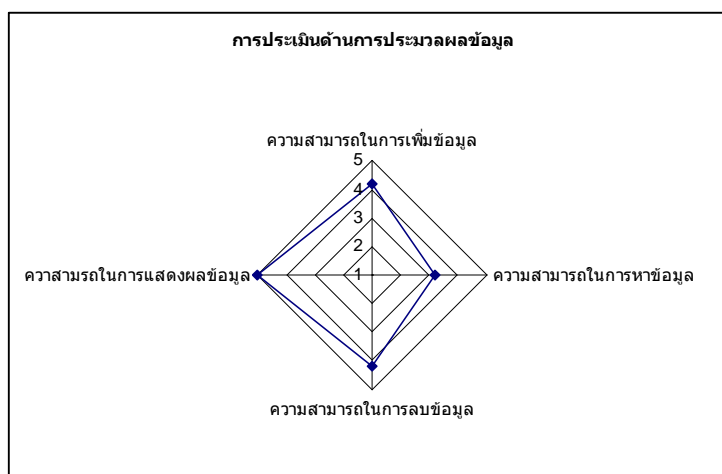 การประเมินด้านการประมวลผลข้อมูล
ความสามารถในการเพิ่มข้อมูล
5
4
3
2
1
ควาสามรถในการแสดงผลข้อมูล
ความสามารถในการหาข้อมูล
ความสามารถในการลบข้อมูล